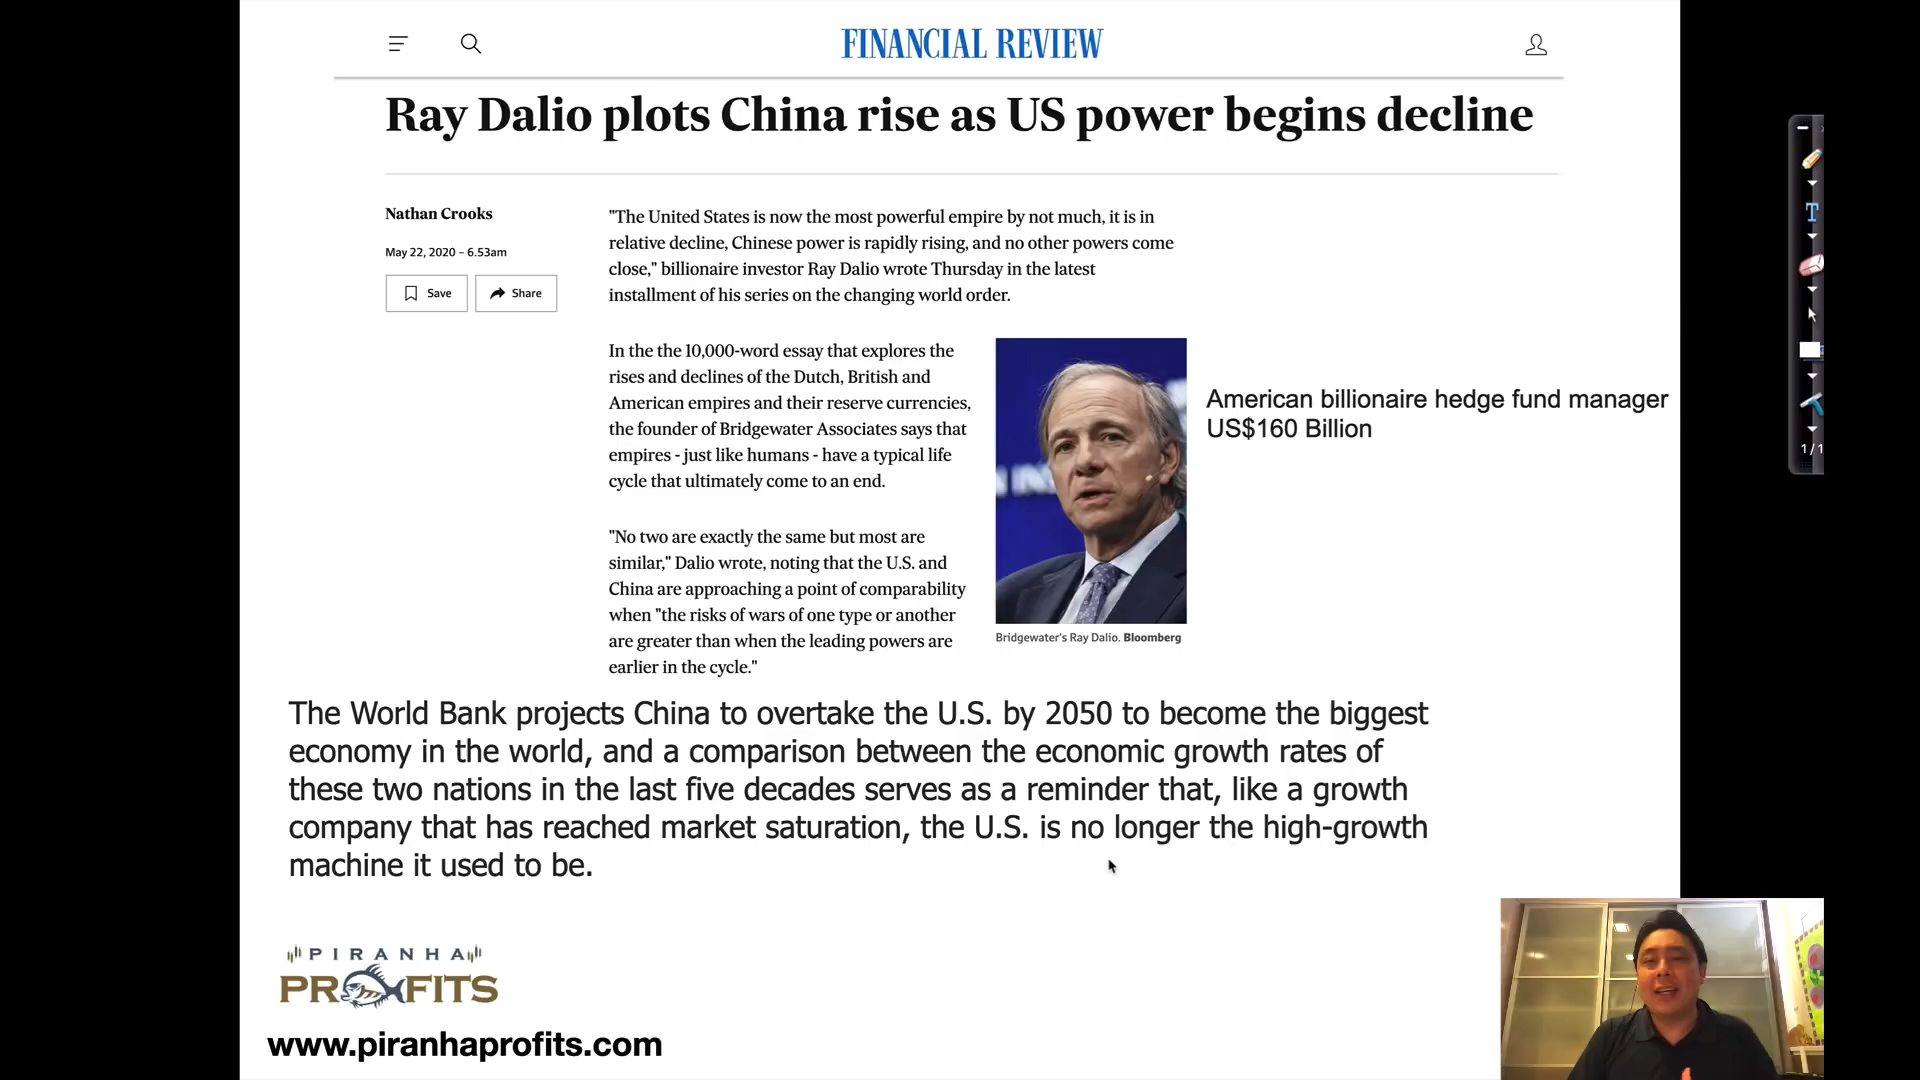 FINANCIAL REVIEW
Ray Dalio plots China rise as US power begins decline
Nathan Crooks
May 22, 2020 – 6.53am
Save
Share
"The United States is now the most powerful empire by not much, it is in
relative decline, Chinese power is rapidly rising, and no other powers come
close," billionaire investor Ray Dalio wrote Thursday in the latest
installment of his series on the changing world order.
In the the 10,000-word essay that explores the
rises and declines of the Dutch, British and
American empires and their reserve currencies,
the founder of Bridgewater Associates says that
empires - just like humans - have a typical life
cycle that ultimately come to an end.
"No two are exactly the same but most are
similar," Dalio wrote, noting that the U.S. and
China are approaching a point of comparability
when "the risks of wars of one type or another
are greater than when the leading powers are
earlier in the cycle."
Bridgewater's Ray Dalio. Bloomberg
American billionaire hedge fund manager
US$160 Billion
The World Bank projects China to overtake the U.S. by 2050 to become the biggest
economy in the world, and a comparison between the economic growth rates of
these two nations in the last five decades serves as a reminder that, like a growth
company that has reached market saturation, the U.S. is no longer the high-growth
machine it used to be.
PIRANHA
PROFITS
www.piranhaprofits.com
T
1/1